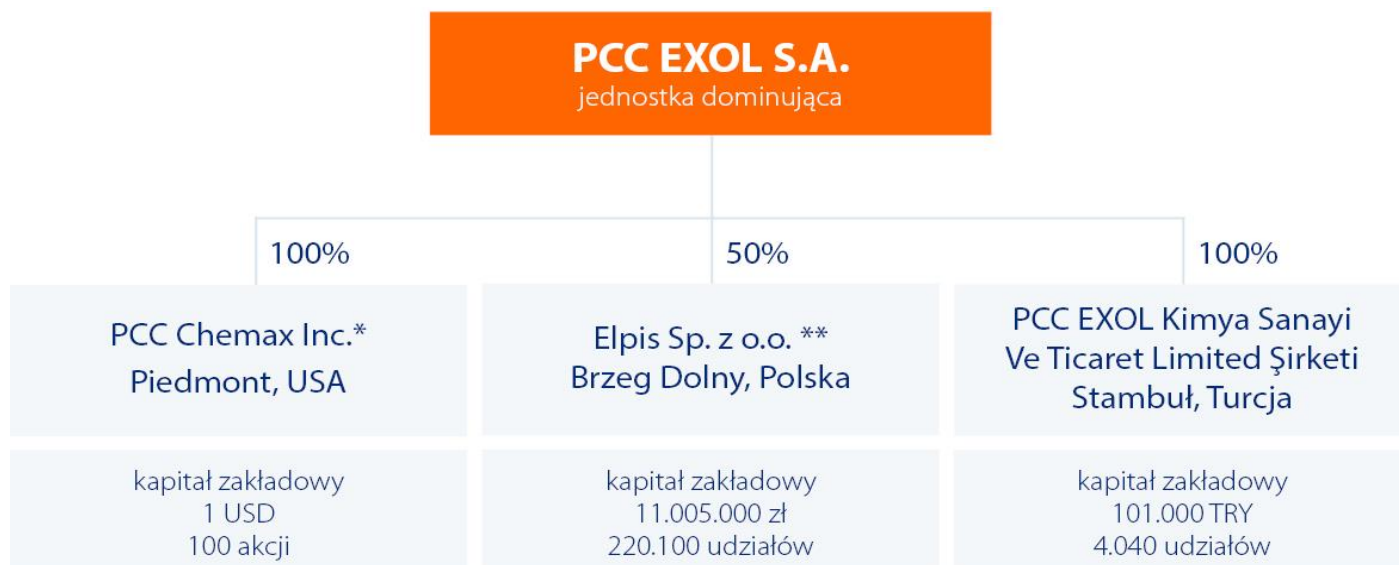 PCC EXOL S.A.
jednostka dominująca
100%
50%
100%
PCC Chemax Inc.*
Piedmont, USA
Elpis Sp. z o.o. **
Brzeg Dolny, Polska
PCC EXOL Kimya Sanayi
Ve Ticaret Limited Şirketi
Stambuł, Turcja
kapitał zakładowy
1 USD
100 akcji
kapitał zakładowy
11.005.000 zł
220.100 udziałów
kapitał zakładowy
101.000 TRY
4.040 udziałów